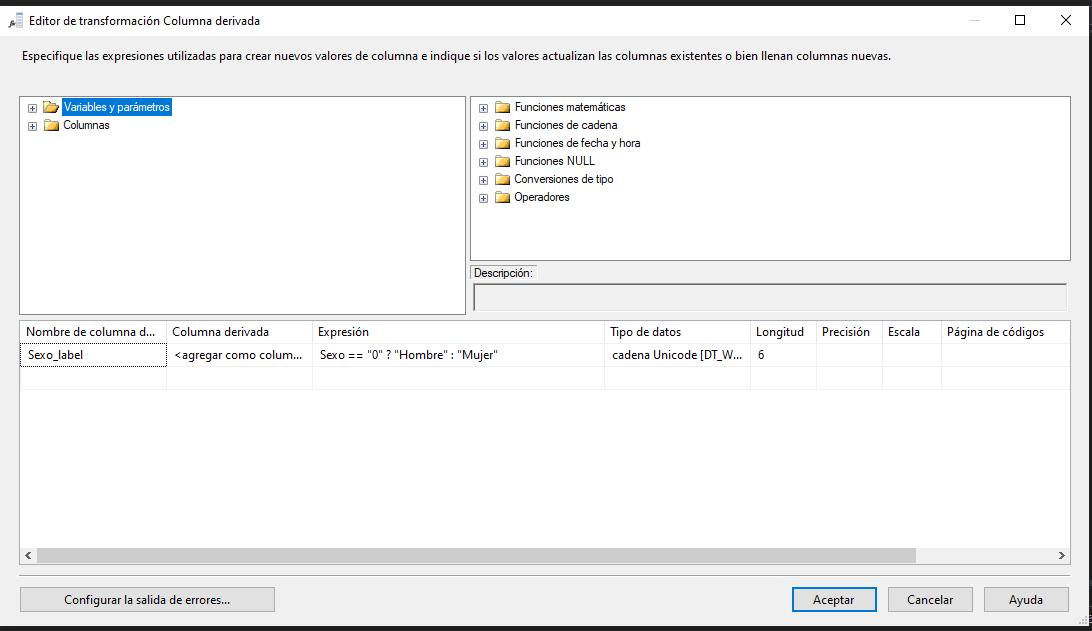 Editor de transformación Columna derivada
Especifique las expresiones utilizadas para crear nuevos valores de columna e indique si los valores actualizan las columnas existentes o bien llenan columnas nuevas.
Variables y parámetros
Columnas
Funciones matemáticas
Funciones de cadena
Funciones de fecha y hora
Funciones NULL
Conversiones de tipo
Operadores
Descripción:
Nombre de columna d... Columna derivada Expresión Tipo de datos Longitud Precisión Escala Página de códigos
Sexo_label <agregar como colum... Sexo == "0" ? "Hombre" : "Mujer" cadena Unicode [DT_W... 6
Configurar la salida de errores... Aceptar Cancelar Ayuda